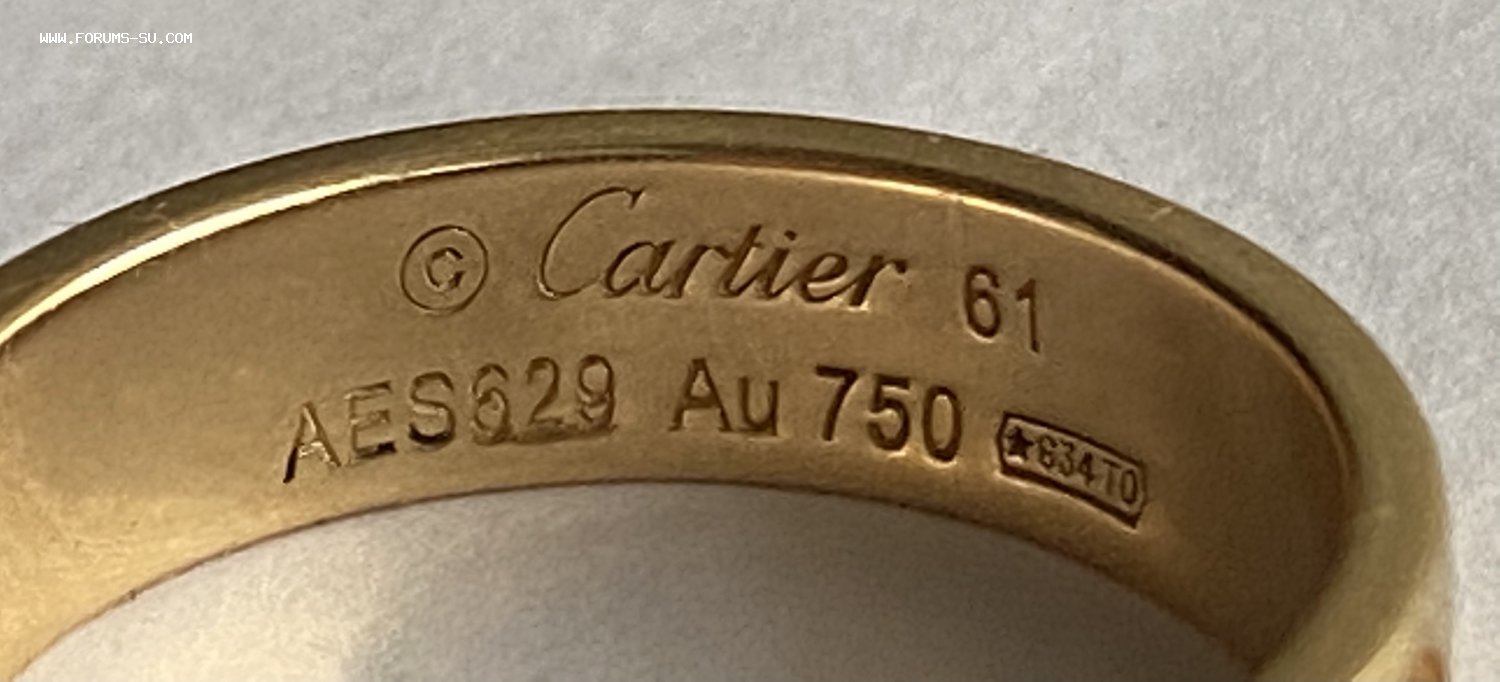 WWW.FORUMS-SU.COM
© Cartier 61
AES629 Au 750 ★634TO